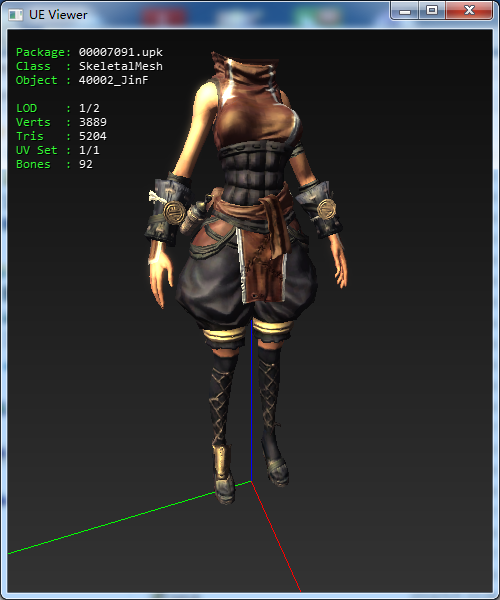 UE Viewer
Package: 00007091.upk
Class : SkeletalMesh
Object : 40002_JinF
LOD : 1/2
Verts : 3889
Tris : 5204
UV Set : 1/1
Bones : 92